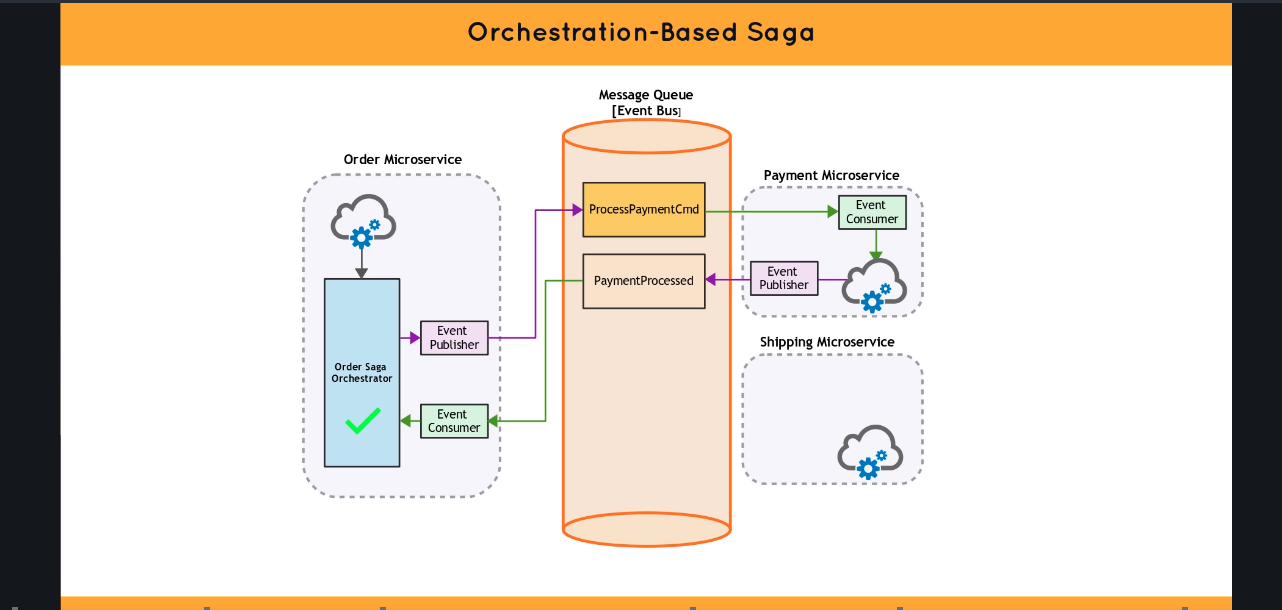 Orchestration-Based Saga
Message Queue
[Event Bus]
Order Microservice
Payment Microservice
ProcessPaymentCmd
Event
Consumer
PaymentProcessed
Event
Publisher
Event
Publisher
Shipping Microservice
Order Saga
Orchestrator
Event
Consumer